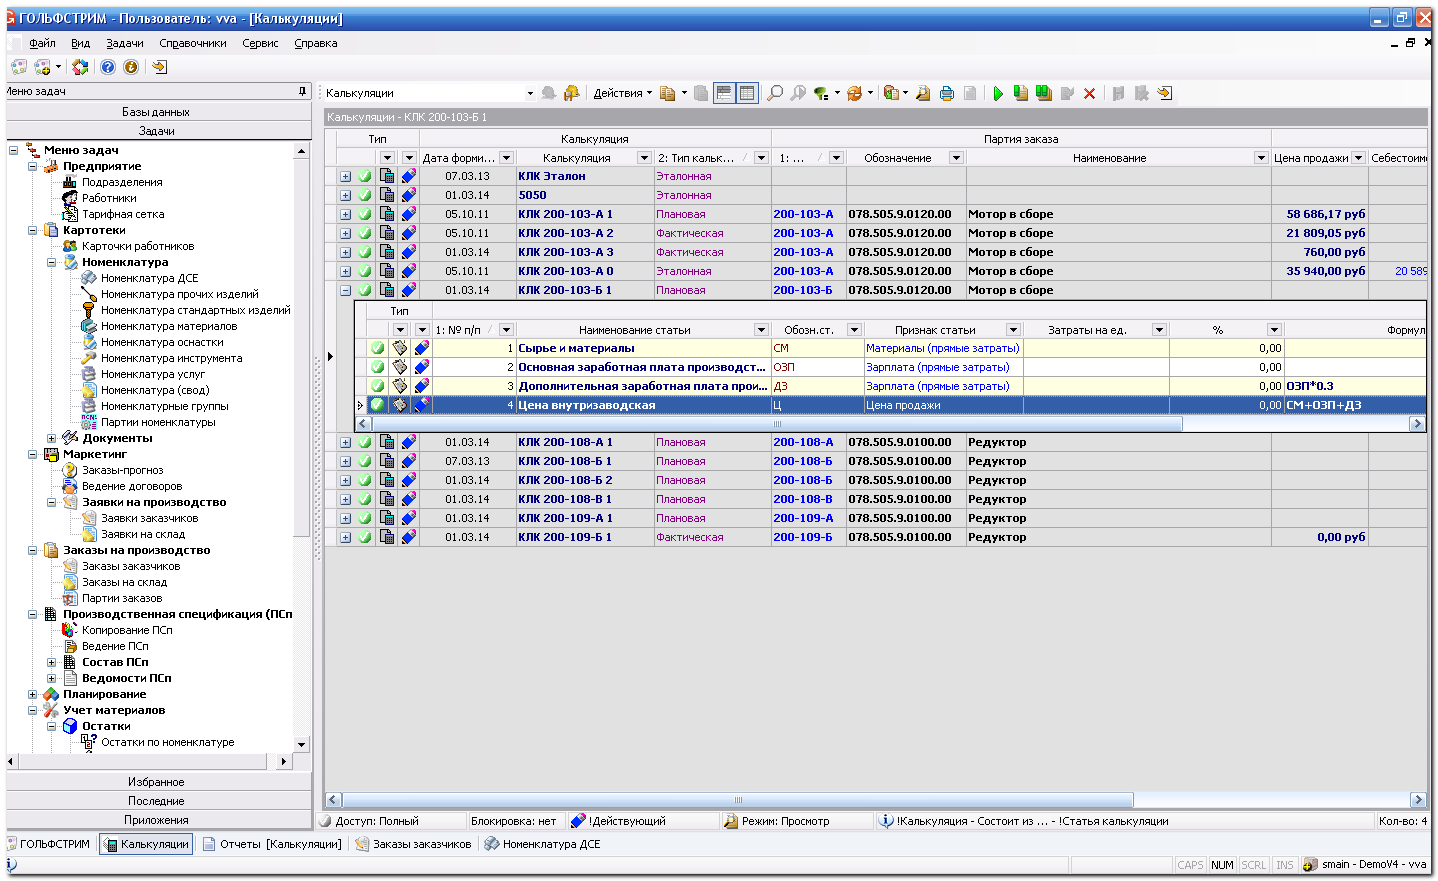 ГОЛЬФСТРИМ - Пользователь: vva - [Калькуляции]
Файл Вид Задачи Справочники Сервис Справка
Меню задач
Базы данных
Задачи
Меню задач
Предприятие
Подразделения
Работники
Тарифная сетка
Картотеки
Карточки работников
Номенклатура
Номенклатура ДСЕ
Номенклатура прочих изделий
Номенклатура стандартных изделий
Номенклатура материалов
Номенклатура оснастки
Номенклатура инструмента
Номенклатура услуг
Номенклатура (свод)
Номенклатурные группы
Партии номенклатуры
Документы
Маркетинг
Заказы-прогноз
Ведение договоров
Заявки на производство
Заявки заказчиков
Заявки на склад
Заказы на производство
Заказы заказчиков
Заказы на склад
Партии заказов
Производственная спецификация (ПСп
Копирование ПСп
Ведение ПСп
Состав ПСп
Ведомости ПСп
Планирование
Учет материалов
Остатки
Остатки по номенклатуре
Избранное
Последние
Приложения
Калькуляции Действия
Калькуляции - КЛК 200-103-Б 1
Тип Калькуляция Партия заказа
Дата форми... Калькуляция 2: Тип кальк... 1: ... Обозначение Наименование Цена продажи Себестоиме
07.03.13 КЛК Эталон Эталонная
01.03.14 5050 Эталонная
05.10.11 КЛК 200-103-А 1 Плановая 200-103-А 078.505.9.0120.00 Мотор в сборе 58 686,17 руб
05.10.11 КЛК 200-103-А 2 Фактическая 200-103-А 078.505.9.0120.00 Мотор в сборе 21 809,05 руб
01.03.14 КЛК 200-103-А 3 Фактическая 200-103-А 078.505.9.0120.00 Мотор в сборе 760,00 руб
05.10.11 КЛК 200-103-А 0 Эталонная 200-103-А 078.505.9.0120.00 Мотор в сборе 35 940,00 руб 20 589
01.03.14 КЛК 200-103-Б 1 Плановая 200-103-Б 078.505.9.0120.00 Мотор в сборе
Тип
1: № п/п Наименование статьи Обозн.ст. Признак статьи Затраты на ед. % Формул
1 Сырье и материалы СМ Материалы (прямые затраты) 0,00
2 Основная заработная плата производст... ОЗП Зарплата (прямые затраты) 0,00
3 Дополнительная заработная плата прои... ДЗ Зарплата (прямые затраты) 0,00 ОЗП*0.3
4 Цена внутризаводская Ц Цена продажи 0,00 СМ+ОЗП+ДЗ
01.03.14 КЛК 200-108-А 1 Плановая 200-108-А 078.505.9.0100.00 Редуктор
07.03.13 КЛК 200-108-Б 1 Плановая 200-108-Б 078.505.9.0100.00 Редуктор
01.03.14 КЛК 200-108-Б 2 Плановая 200-108-Б 078.505.9.0100.00 Редуктор
01.03.14 КЛК 200-108-В 1 Плановая 200-108-В 078.505.9.0100.00 Редуктор
01.03.14 КЛК 200-109-А 1 Плановая 200-109-А 078.505.9.0100.00 Редуктор
01.03.14 КЛК 200-109-Б 1 Фактическая 200-109-Б 078.505.9.0100.00 Редуктор 0,00 руб
Доступ: Полный Блокировка: нет !Действующий Режим: Просмотр !Калькуляция - Состоит из ... - !Статья калькуляции Кол-во: 4
ГОЛЬФСТРИМ Калькуляции Отчеты [Калькуляции] Заказы заказчиков Номенклатура ДСЕ
CAPS NUM SCRL INS smain - DemoV4 - vva